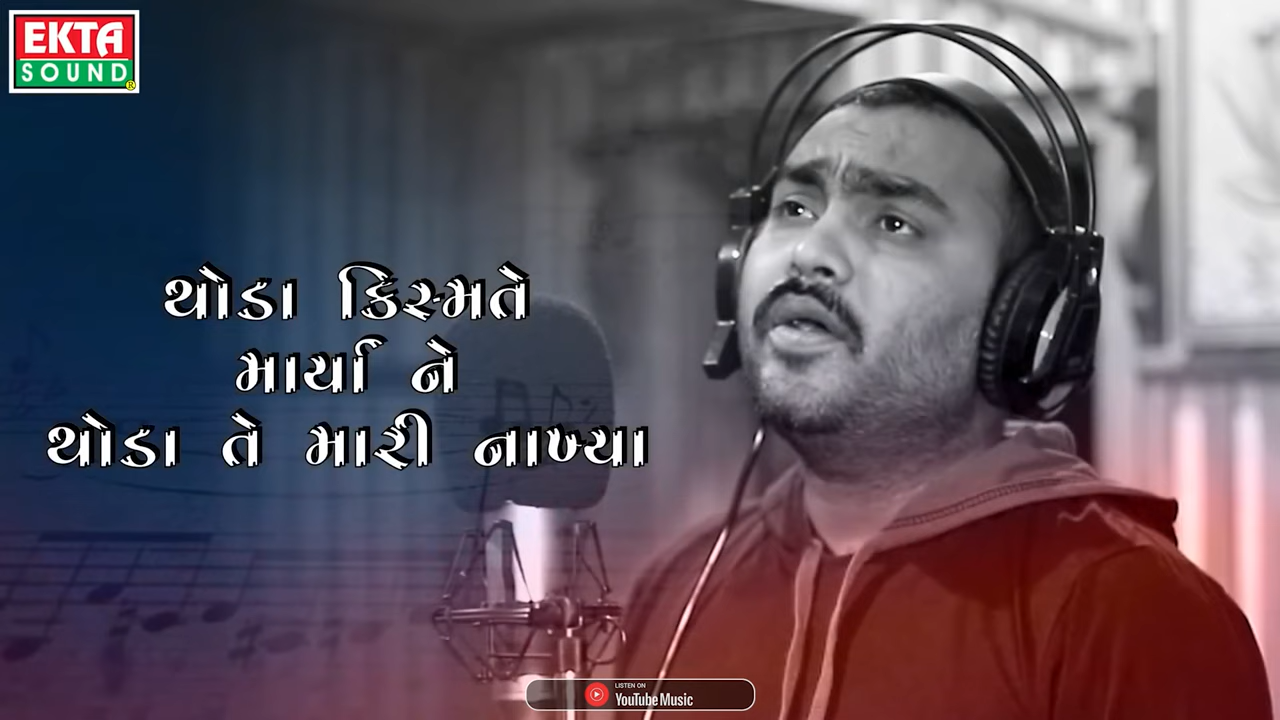 EKTA
SOUND
થોડા કિસ્મતે
માર્યા ને
થોડા તે મારી નાખ્યા
LISTEN ON
YouTube Music